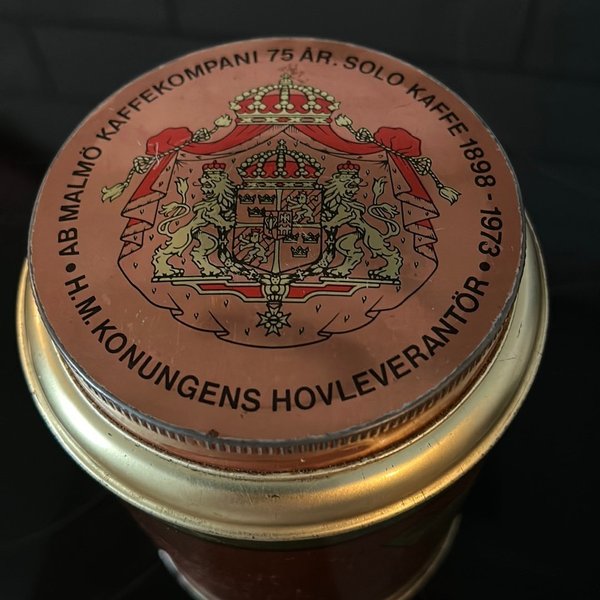 • AB MALMÖ KAFFEKOMPANI 75 ÅR. SOLO KAFFE 1898 - 1973 •
H.M. KONUNGENS HOVLEVERANTÖR